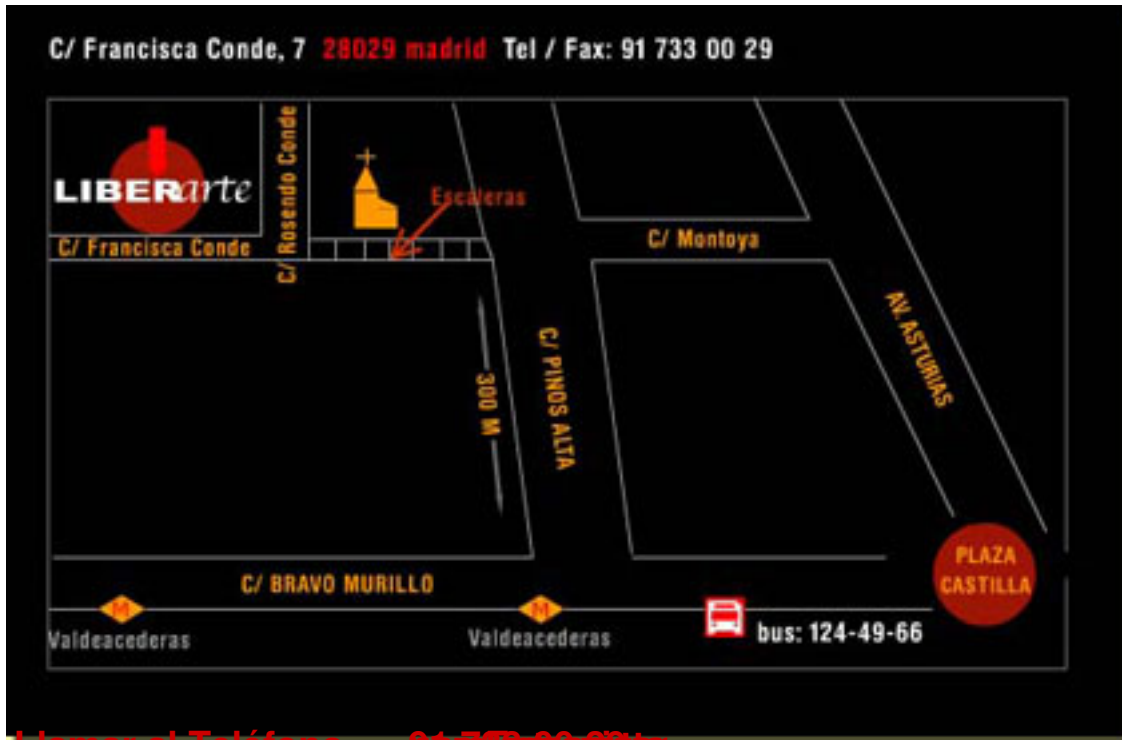 C/ Francisca Conde, 7 28029 madrid Tel / Fax: 91 733 00 29
LIBERarte
C/ Rosendo Conde
Escaleras
C/ Francisca Conde
C/ Montoya
AV. ASTURIAS
C/ PINOS ALTA
300 M
PLAZA
CASTILLA
C/ BRAVO MURILLO
M
M
Valdeacederas
Valdeacederas
bus: 124-49-66